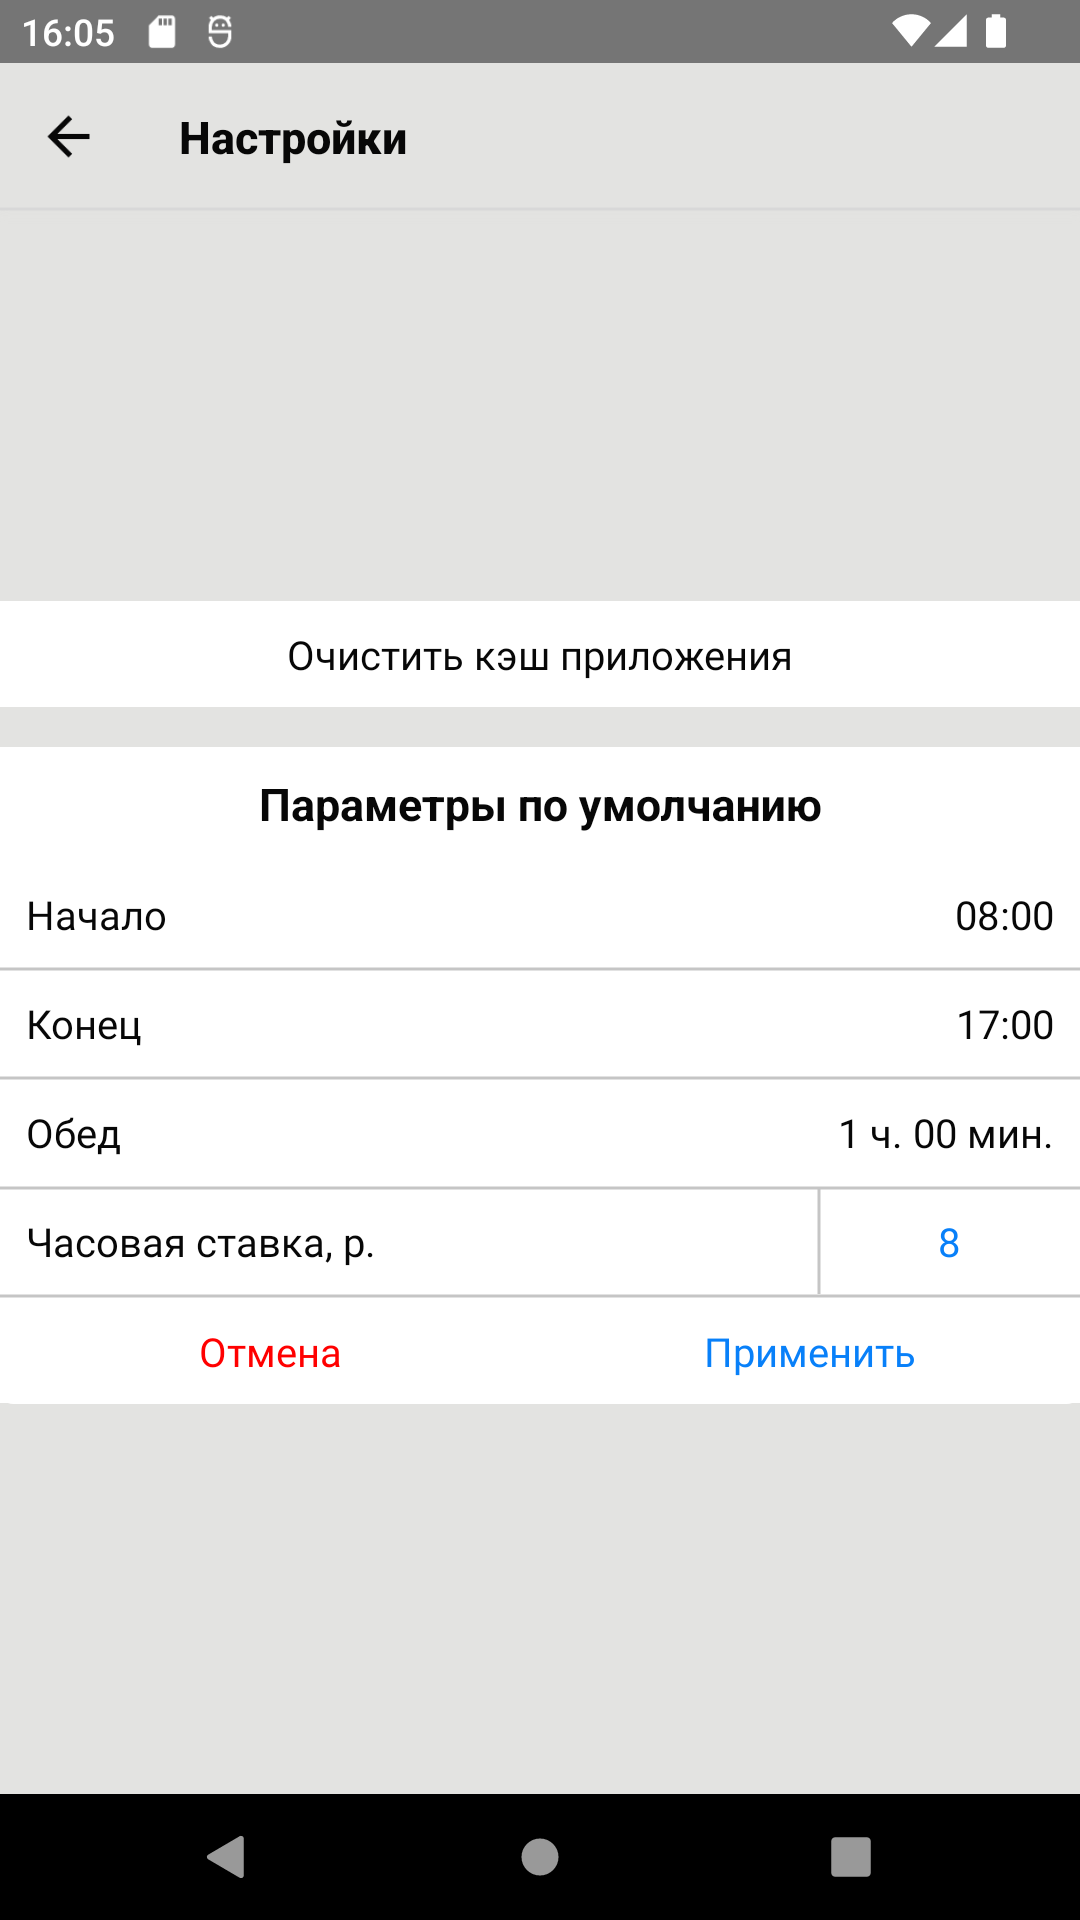 16:05
Настройки
Очистить кэш приложения
Параметры по умолчанию
Начало 08:00
Конец 17:00
Обед 1 ч. 00 мин.
Часовая ставка, р. 8
Отмена Применить